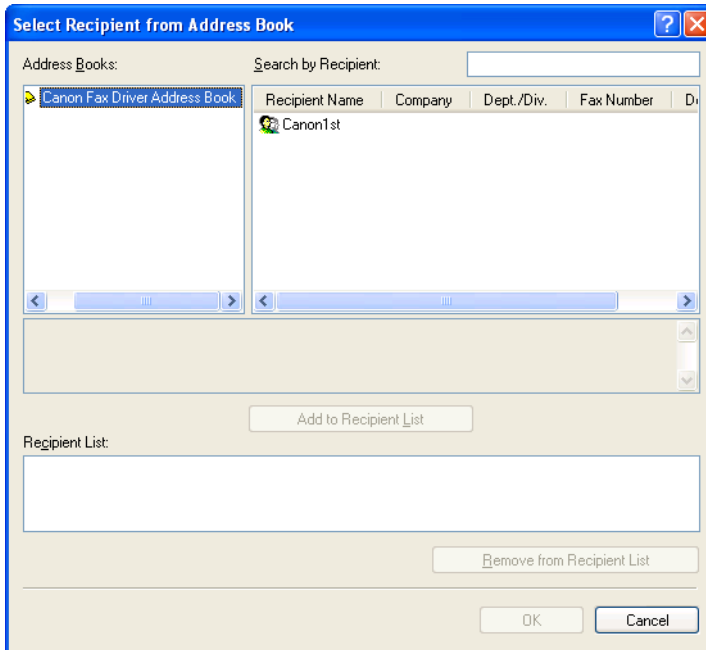 Select Recipient from Address Book
Address Books:
Search by Recipient:
Canon Fax Driver Address Book
Recipient Name Company Dept./Div. Fax Number
Canon1st
Add to Recipient List
Recipient List:
Remove from Recipient List
OK Cancel